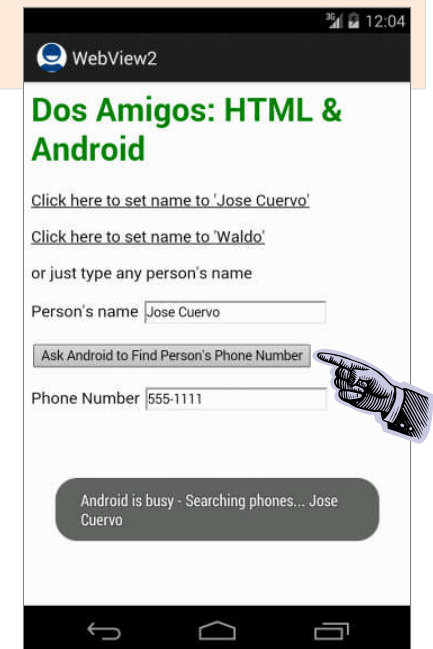 3G 12:04
WebView2
Dos Amigos: HTML &
Android
Click here to set name to 'Jose Cuervo'
Click here to set name to 'Waldo'
or just type any person's name
Person's name Jose Cuervo
Ask Android to Find Person's Phone Number
Phone Number 555-1111
Android is busy - Searching phones... Jose
Cuervo